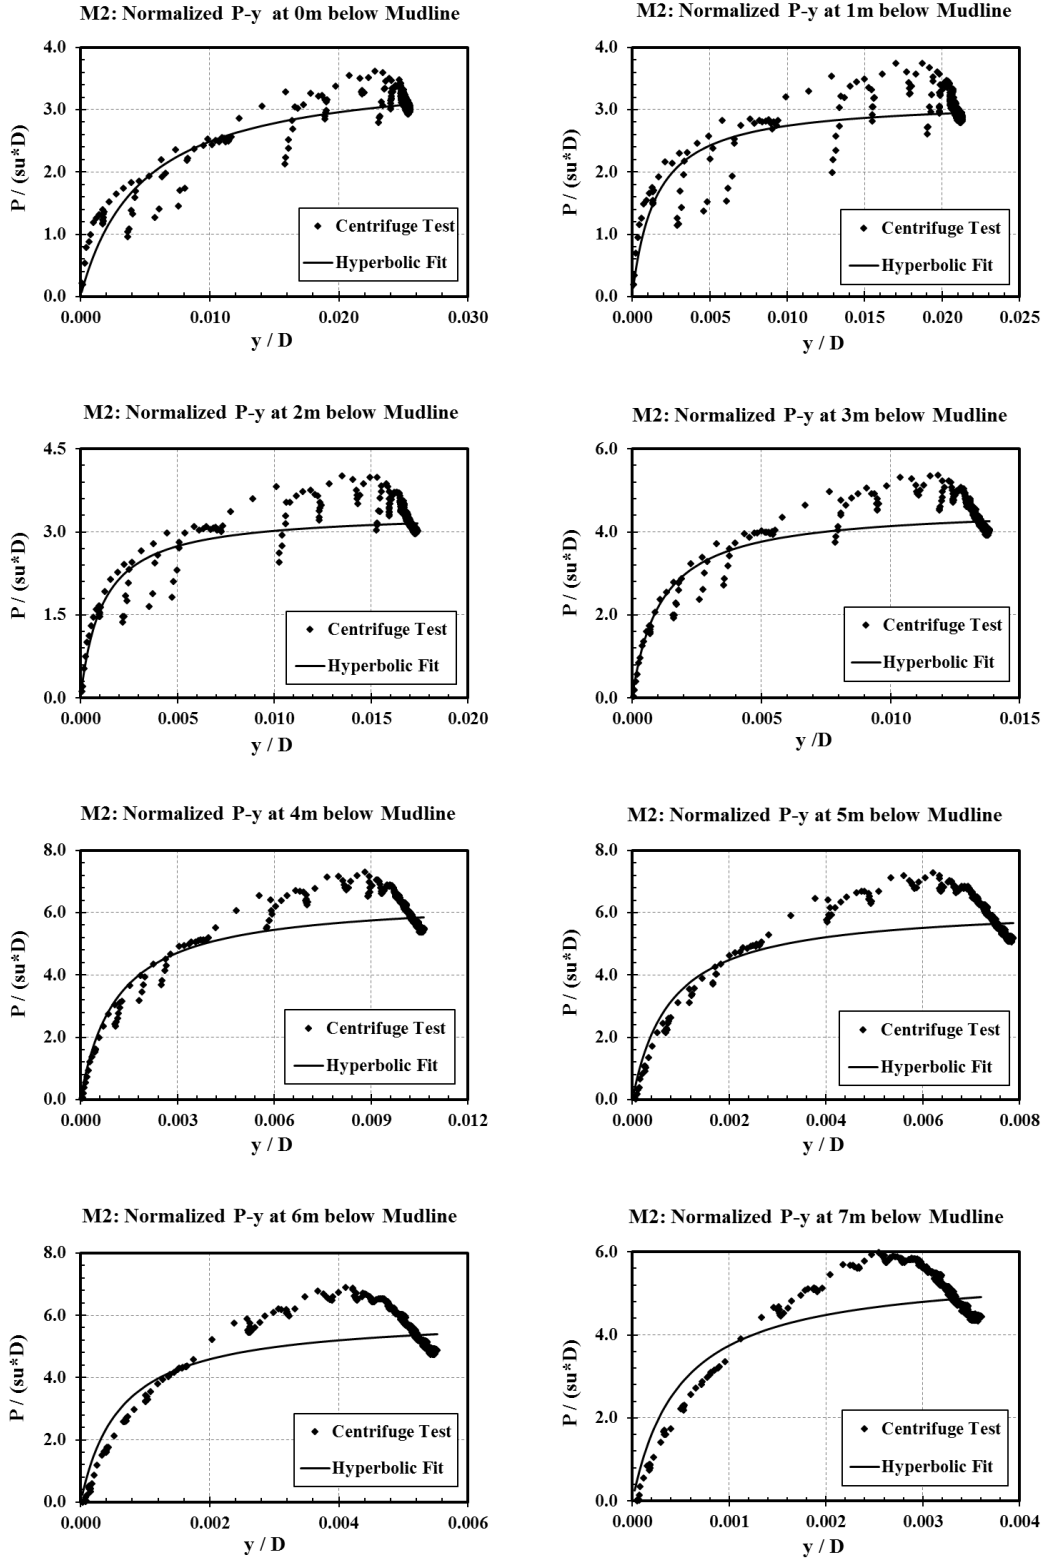 M2: Normalized P-y at 0m below Mudline
4.0
3.0
2.0
1.0
0.0
P / (su*D)
Centrifuge Test
Hyperbolic Fit
0.000
0.010
0.020
0.030
y / D
M2: Normalized P-y at 1m below Mudline
4.0
3.0
2.0
1.0
0.0
P / (su*D)
Centrifuge Test
Hyperbolic Fit
0.000
0.005
0.010
0.015
0.020
0.025
y / D
M2: Normalized P-y at 2m below Mudline
4.5
3.0
1.5
0.0
P / (su*D)
Centrifuge Test
Hyperbolic Fit
0.000
0.005
0.010
0.015
0.020
y / D
M2: Normalized P-y at 3m below Mudline
6.0
4.0
2.0
0.0
P / (su*D)
Centrifuge Test
Hyperbolic Fit
0.000
0.005
0.010
0.015
y /D
M2: Normalized P-y at 4m below Mudline
8.0
6.0
4.0
2.0
0.0
P / (su*D)
Centrifuge Test
Hyperbolic Fit
0.000
0.003
0.006
0.009
0.012
y / D
M2: Normalized P-y at 5m below Mudline
8.0
6.0
4.0
2.0
0.0
P / (su*D)
Centrifuge Test
Hyperbolic Fit
0.000
0.002
0.004
0.006
0.008
y / D
M2: Normalized P-y at 6m below Mudline
8.0
6.0
4.0
2.0
0.0
P / (su*D)
Centrifuge Test
Hyperbolic Fit
0.000
0.002
0.004
0.006
y / D
M2: Normalized P-y at 7m below Mudline
6.0
4.0
2.0
0.0
P / (su*D)
Centrifuge Test
Hyperbolic Fit
0.000
0.001
0.002
0.003
0.004
y / D